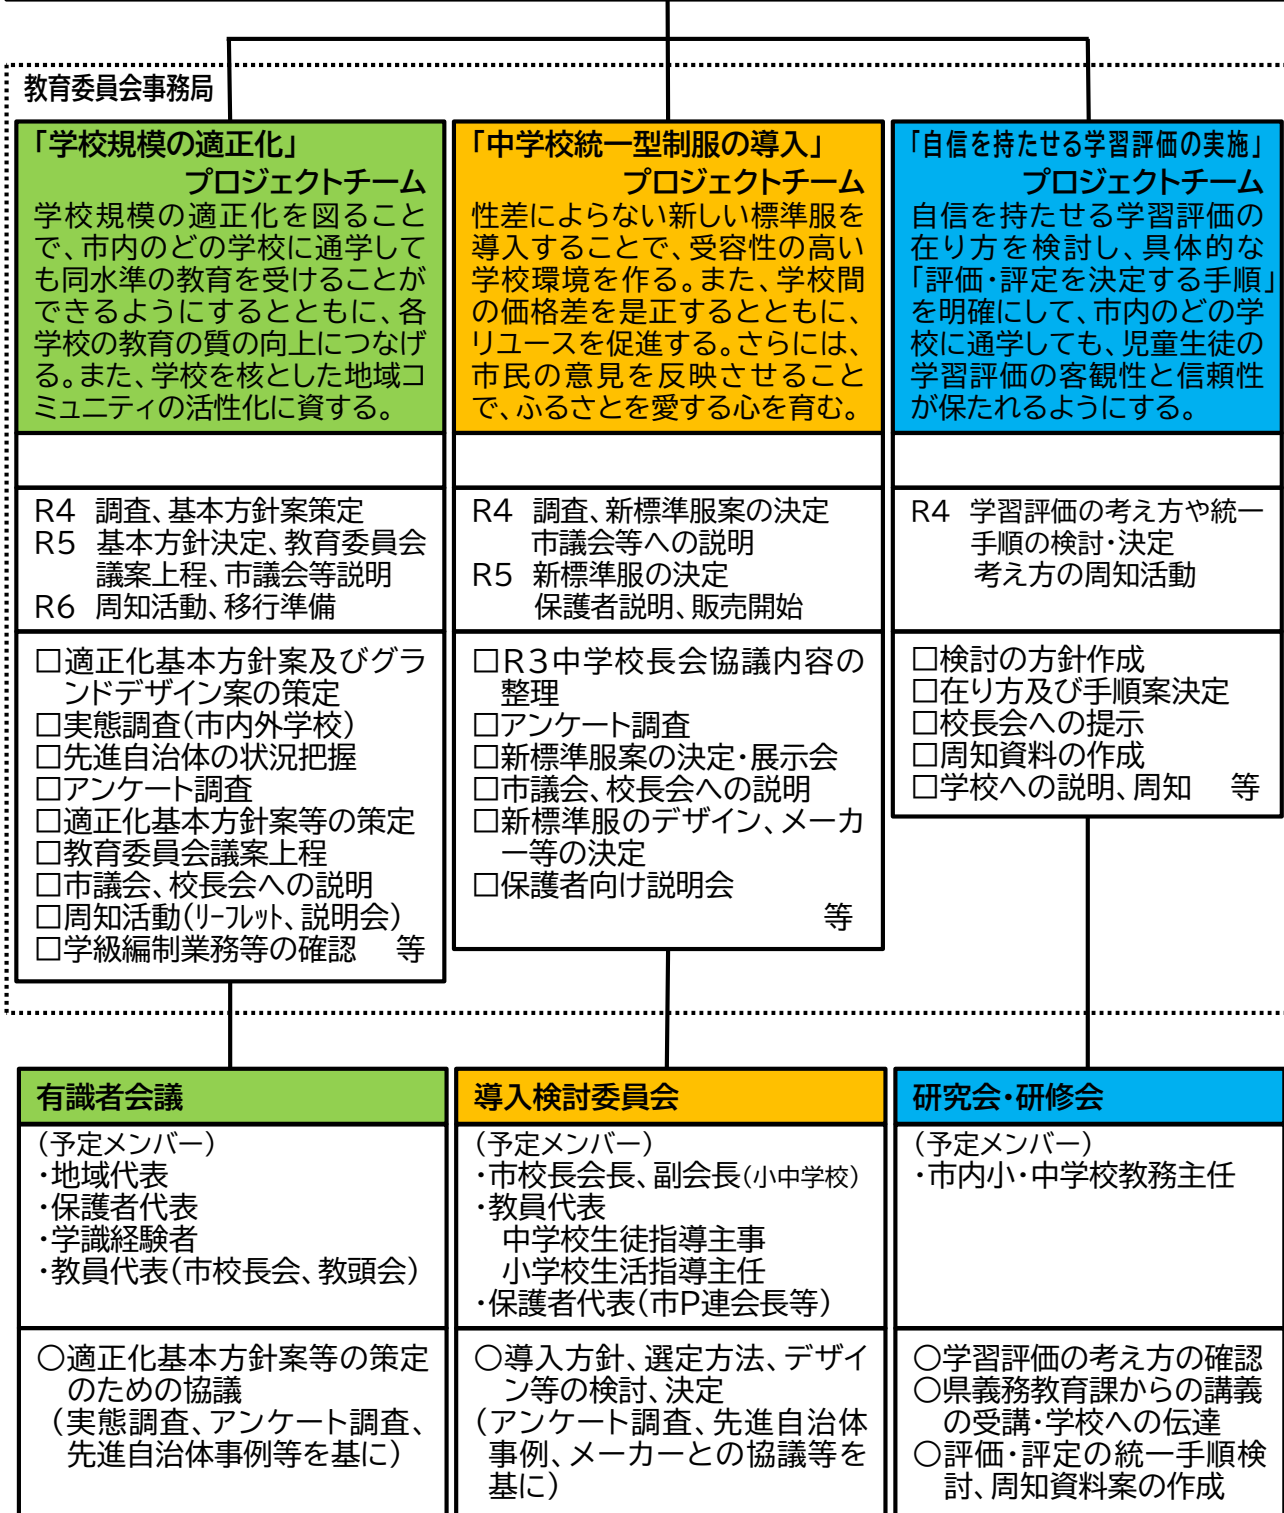 教育委員会事務局
「学校規模の適正化」
プロジェクトチーム
学校規模の適正化を図ること
で、市内のどの学校に通学して
も同水準の教育を受けることが
できるようにするとともに、各
学校の教育の質の向上につなげ
る。また、学校を核とした地域コ
ミュニティの活性化に資する。
R4 調査、基本方針案策定
R5 基本方針決定、教育委員会
議案上程、市議会等説明
R6 周知活動、移行準備
□適正化基本方針案及びグラ
ンドデザイン案の策定
□実態調査(市内外学校)
□先進自治体の状況把握
□アンケート調査
□適正化基本方針案等の策定
□教育委員会議案上程
□市議会、校長会への説明
□周知活動(リーフレット、説明会)
□学級編制業務等の確認 等
「中学校統一型制服の導入」
プロジェクトチーム
性差によらない新しい標準服を
導入することで、受容性の高い
学校環境を作る。また、学校間
の価格差を是正するとともに、
リユースを促進する。さらには、
市民の意見を反映させること
で、ふるさとを愛する心を育む。
R4 調査、新標準服案の決定
市議会等への説明
R5 新標準服の決定
保護者説明、販売開始
□R3中学校長会協議内容の
整理
□アンケート調査
□新標準服案の決定・展示会
□市議会、校長会への説明
□新標準服のデザイン、メーカ
ー等の決定
□保護者向け説明会
等
「自信を持たせる学習評価の実施」
プロジェクトチーム
自信を持たせる学習評価の
在り方を検討し、具体的な
「評価・評定を決定する手順」
を明確にして、市内のどの学
校に通学しても、児童生徒の
学習評価の客観性と信頼性
が保たれるようにする。
R4 学習評価の考え方や統一
手順の検討・決定
考え方の周知活動
□検討の方針作成
□在り方及び手順案決定
□校長会への提示
□周知資料の作成
□学校への説明、周知 等
有識者会議
(予定メンバー)
・地域代表
・保護者代表
・学識経験者
・教員代表(市校長会、教頭会)
○適正化基本方針案等の策定
のための協議
(実態調査、アンケート調査、
先進自治体事例等を基に)
導入検討委員会
(予定メンバー)
・市校長会長、副会長(小中学校)
・教員代表
中学校生徒指導主事
小学校生活指導主任
・保護者代表(市P連会長等)
○導入方針、選定方法、デザイ
ン等の検討、決定
(アンケート調査、先進自治体
事例、メーカーとの協議等を
基に)
研究会・研修会
(予定メンバー)
・市内小・中学校教務主任
○学習評価の考え方の確認
○県義務教育課からの講義
の受講・学校への伝達
○評価・評定の統一手順検
討、周知資料案の作成